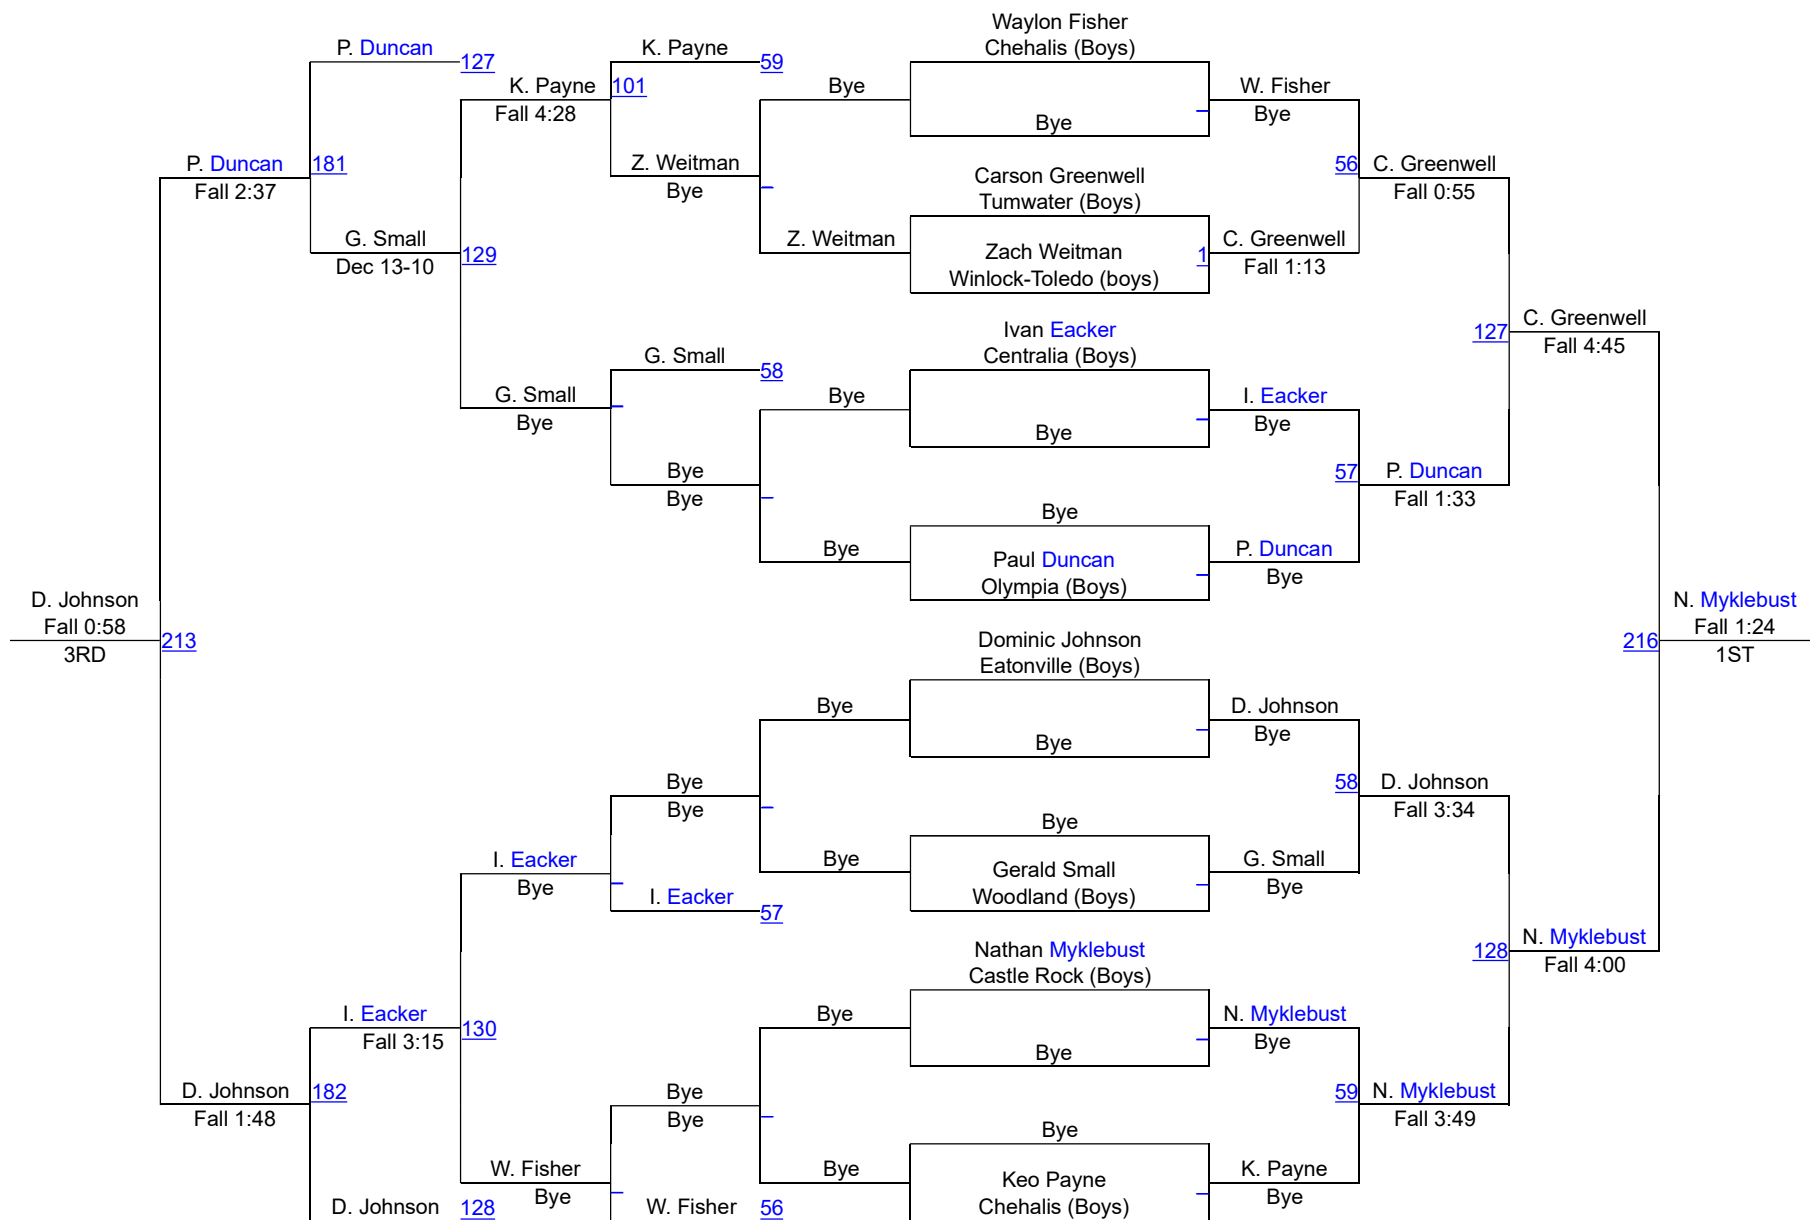 Waylon Fisher
P. Duncan
K. Payne
Chehalis (Boys)
127
59
K. Payne
101
Bye
W. Fisher
Fall 4:28
Bye
Bye
P. Duncan
181
Z. Weitman
56
C. Greenwell
Fall 2:37
Bye
Carson Greenwell
Fall 0:55
Tumwater (Boys)
G. Small
Z. Weitman
C. Greenwell
Dec 13-10
129
Zach Weitman
1
Fall 1:13
Winlock-Toledo (boys)
Ivan Eacker
127
C. Greenwell
G. Small
58
Centralia (Boys)
Fall 4:45
G. Small
Bye
I. Eacker
Bye
Bye
Bye
Bye
57
P. Duncan
Bye
Fall 1:33
Bye
Bye
Paul Duncan
P. Duncan
Olympia (Boys)
Bye
D. Johnson
N. Myklebust
Fall 0:58
213
Dominic Johnson
216
Fall 1:24
3RD
Eatonville (Boys)
1ST
Bye
D. Johnson
Bye
Bye
Bye
58
D. Johnson
Bye
Fall 3:34
Bye
I. Eacker
Bye
Gerald Small
G. Small
Bye
Woodland (Boys)
Bye
I. Eacker
57
Nathan Myklebust
128
N. Myklebust
Castle Rock (Boys)
Fall 4:00
I. Eacker
130
Bye
N. Myklebust
Fall 3:15
Bye
Bye
D. Johnson
182
Bye
59
N. Myklebust
Fall 1:48
Bye
Fall 3:49
Bye
W. Fisher
Bye
Keo Payne
K. Payne
Bye
Chehalis (Boys)
Bye
D. Johnson
128
W. Fisher
56